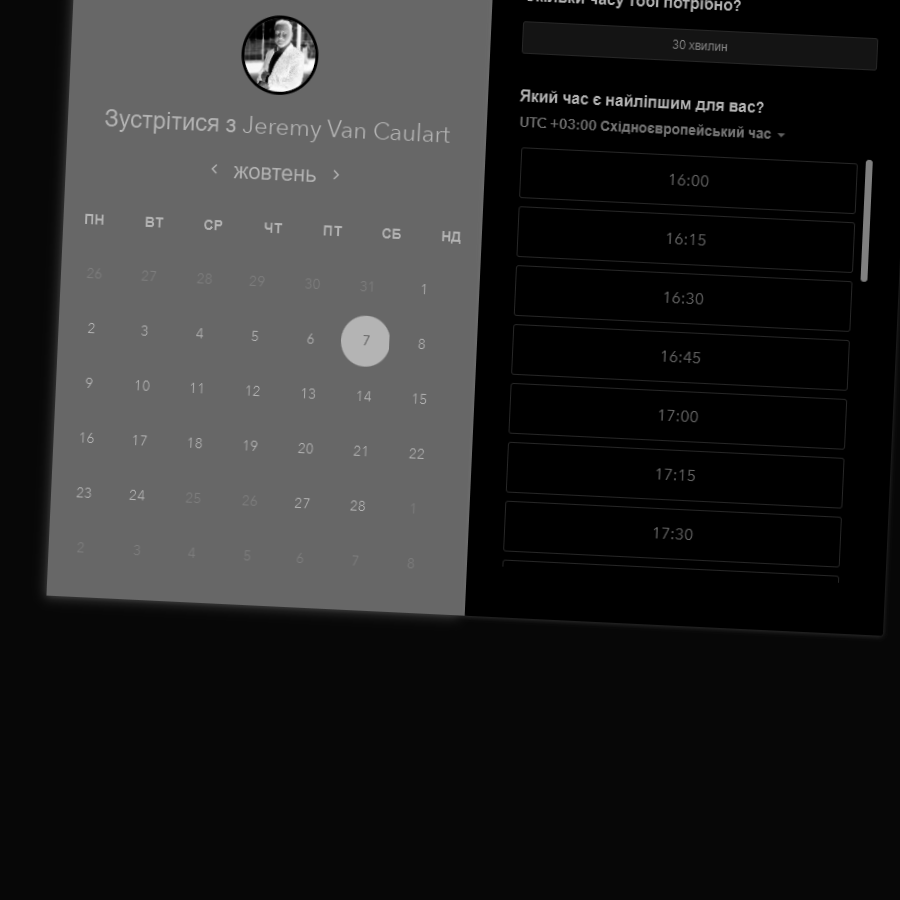 Зустрітися з Jeremy Van Caulart
жовтень
ПН ВТ СР ЧТ ПТ СБ НД
26 27 28 29 30 31 1
2 3 4 5 6 7 8
9 10 11 12 13 14 15
16 17 18 19 20 21 22
23 24 25 26 27 28 1
2 3 4 5 6 7 8
часу тобі потрібно?
30 хвилин
Який час є найліпшим для вас?
UTC +03:00 Східноєвропейський час
16:00
16:15
16:30
16:45
17:00
17:15
17:30